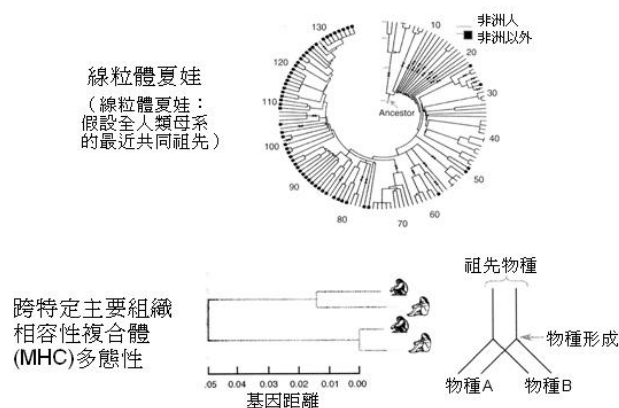 線粒體夏娃
(線粒體夏娃：
假設全人類母系
的最近共同祖先)
非洲人
非洲以外
Ancestor
10
20
30
40
50
60
70
80
90
100
110
120
130
跨特定主要組織
相容性複合體
(MHC)多態性
.05 0.04 0.03 0.02 0.01 0.00
基因距離
祖先物種
物種形成
物種A 物種B